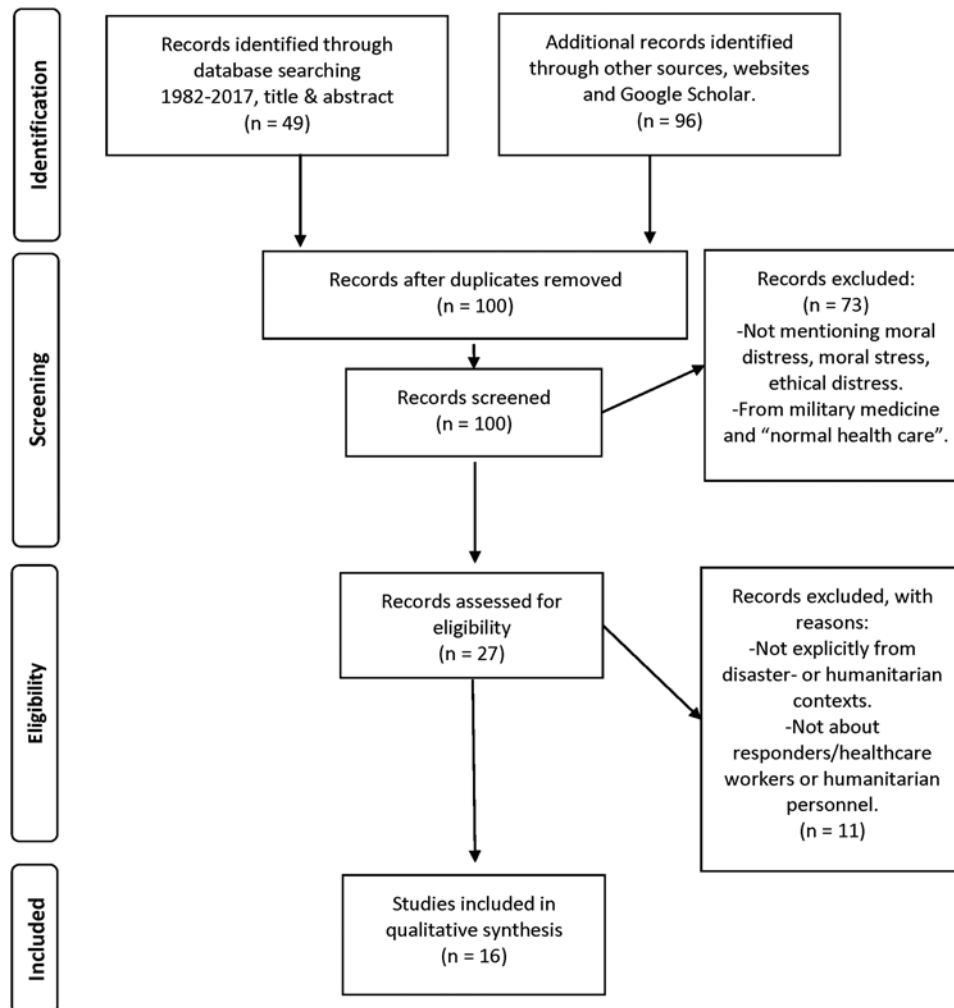 Identification
Records identified through
database searching
1982-2017, title & abstract
(n = 49)
Additional records identified
through other sources, websites
and Google Scholar.
(n = 96)
Screening
Records after duplicates removed
(n = 100)
Records screened
(n = 100)
Records excluded:
(n = 73)
-Not mentioning moral
distress, moral stress,
ethical distress.
-From military medicine
and “normal health care”.
Eligibility
Records assessed for
eligibility
(n = 27)
Records excluded, with
reasons:
-Not explicitly from
disaster- or humanitarian
contexts.
-Not about
responders/healthcare
workers or humanitarian
personnel.
(n = 11)
Included
Studies included in
qualitative synthesis
(n = 16)